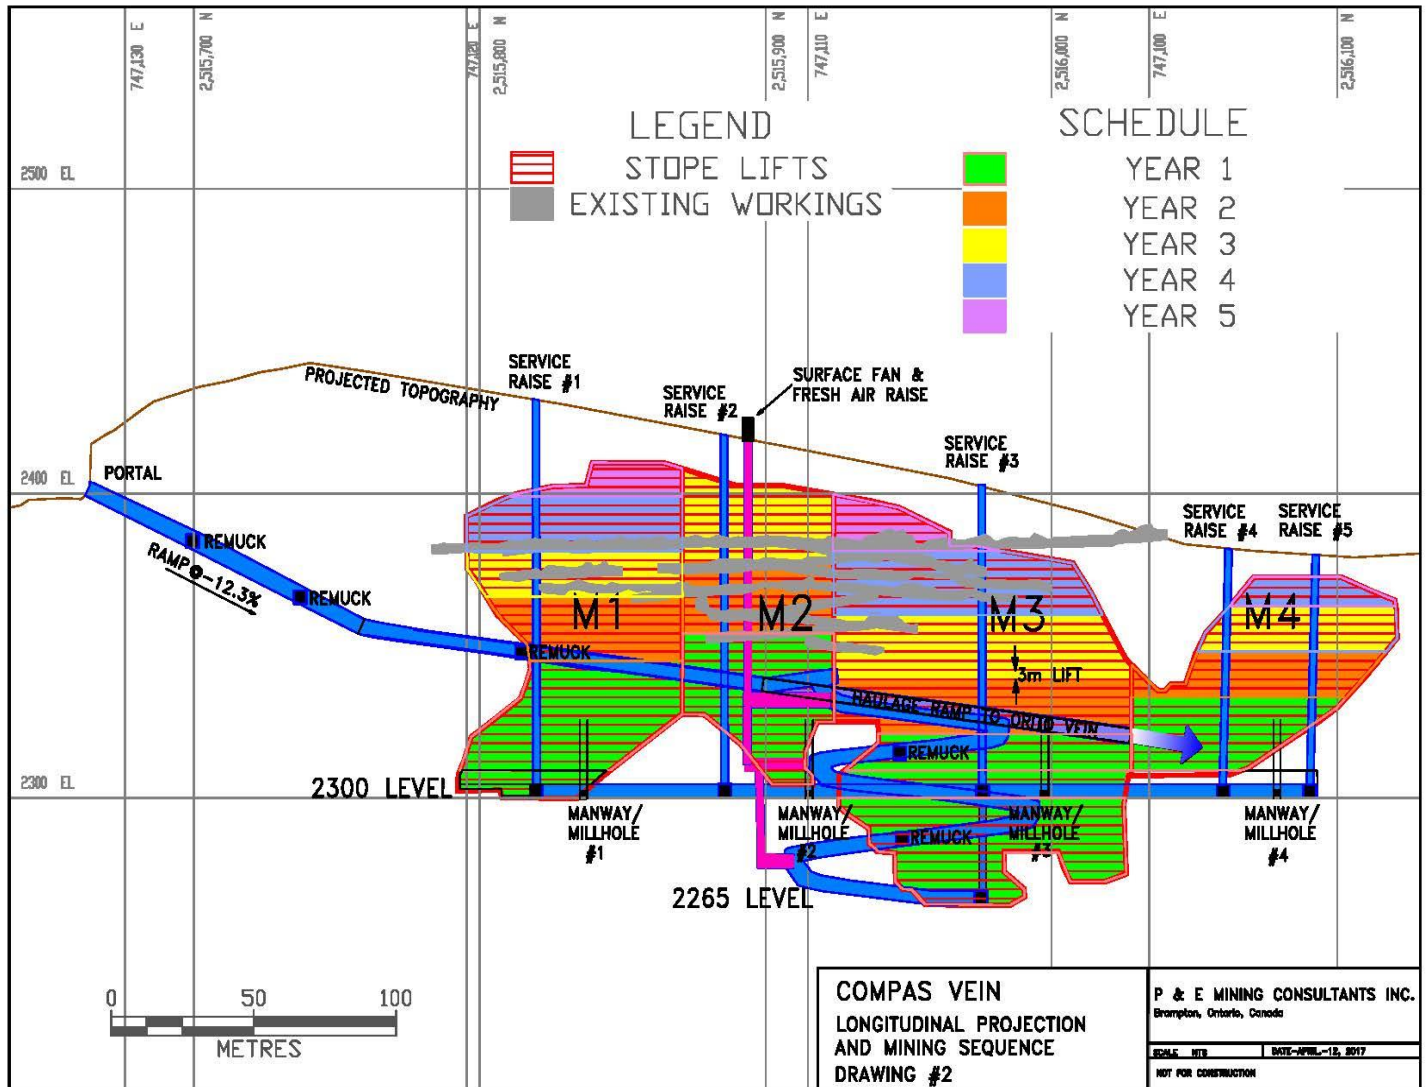 747,130 E
2,515,700 N
747,120 E
2,515,800 N
2,515,900 N
747,110 E
2,516,000 N
747,100 E
2,516,100 N
LEGEND
STOPE LIFTS
EXISTING WORKINGS
SCHEDULE
YEAR 1
YEAR 2
YEAR 3
YEAR 4
YEAR 5
2500 EL
2400 EL
2300 EL
PROJECTED TOPOGRAPHY
SERVICE
RAISE #1
SERVICE
RAISE #2
SURFACE FAN &
FRESH AIR RAISE
SERVICE
RAISE #3
SERVICE
RAISE #4
SERVICE
RAISE #5
PORTAL
REMUCK
RAMP @-12.3%
REMUCK
REMUCK
M1
M2
M3
M4
3m LIFT
HAULAGE RAMP TO ORITO VEIN
REMUCK
2300 LEVEL
MANWAY/
MILLHOLE
#1
MANWAY/
MILLHOLE
#2
REMUCK
MANWAY/
MILLHOLE
#3
MANWAY/
MILLHOLE
#4
2265 LEVEL
0 50 100
METRES
COMPAS VEIN
LONGITUDINAL PROJECTION
AND MINING SEQUENCE
DRAWING #2
P & E MINING CONSULTANTS INC.
Brampton, Ontario, Canada
SCALE NTS
DATE-APRIL-12, 2017
NOT FOR CONSTRUCTION